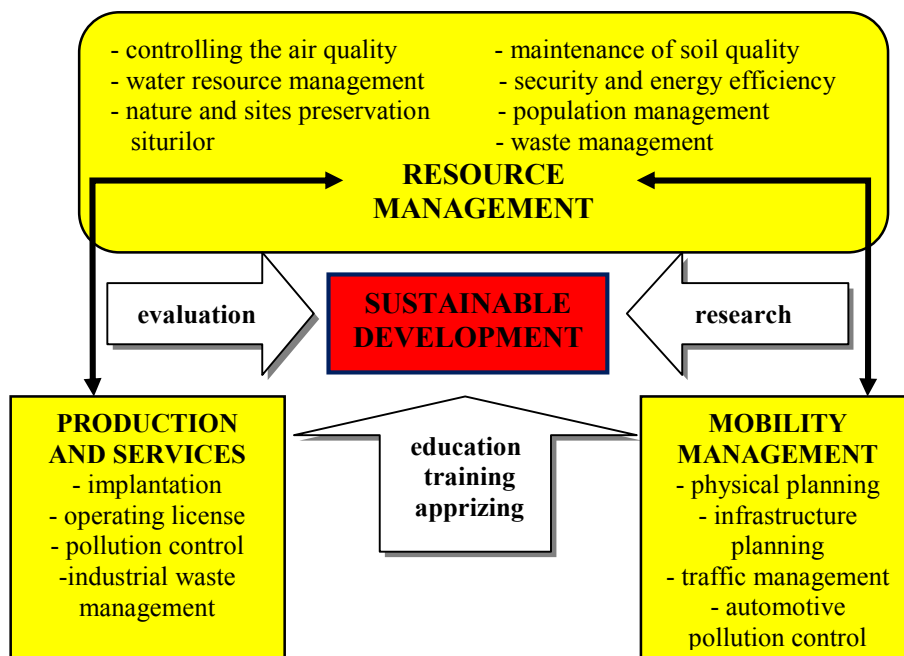 - controlling the air quality
- water resource management
- nature and sites preservation
siturilor
- maintenance of soil quality
- security and energy efficiency
- population management
- waste management
RESOURCE
MANAGEMENT
evaluation
SUSTAINABLE
DEVELOPMENT
research
PRODUCTION
AND SERVICES
- implantation
- operating license
- pollution control
-industrial waste
management
education
training
apprizing
MOBILITY
MANAGEMENT
- physical planning
- infrastructure
planning
- traffic management
- automotive
pollution control